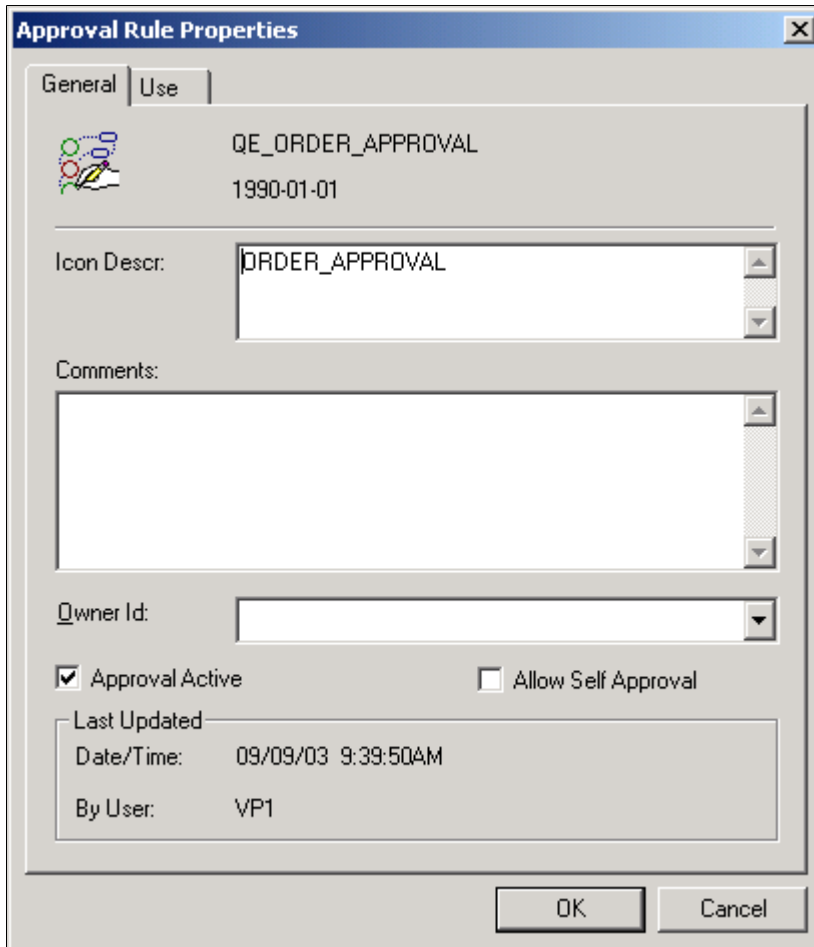 Approval Rule Properties
General Use
QE_ORDER_APPROVAL
1990-01-01
Icon Descr: ORDER_APPROVAL
Comments:
Owner Id:
Approval Active Allow Self Approval
Last Updated
Date/Time: 09/09/03 9:39:50AM
By User: VP1
OK Cancel